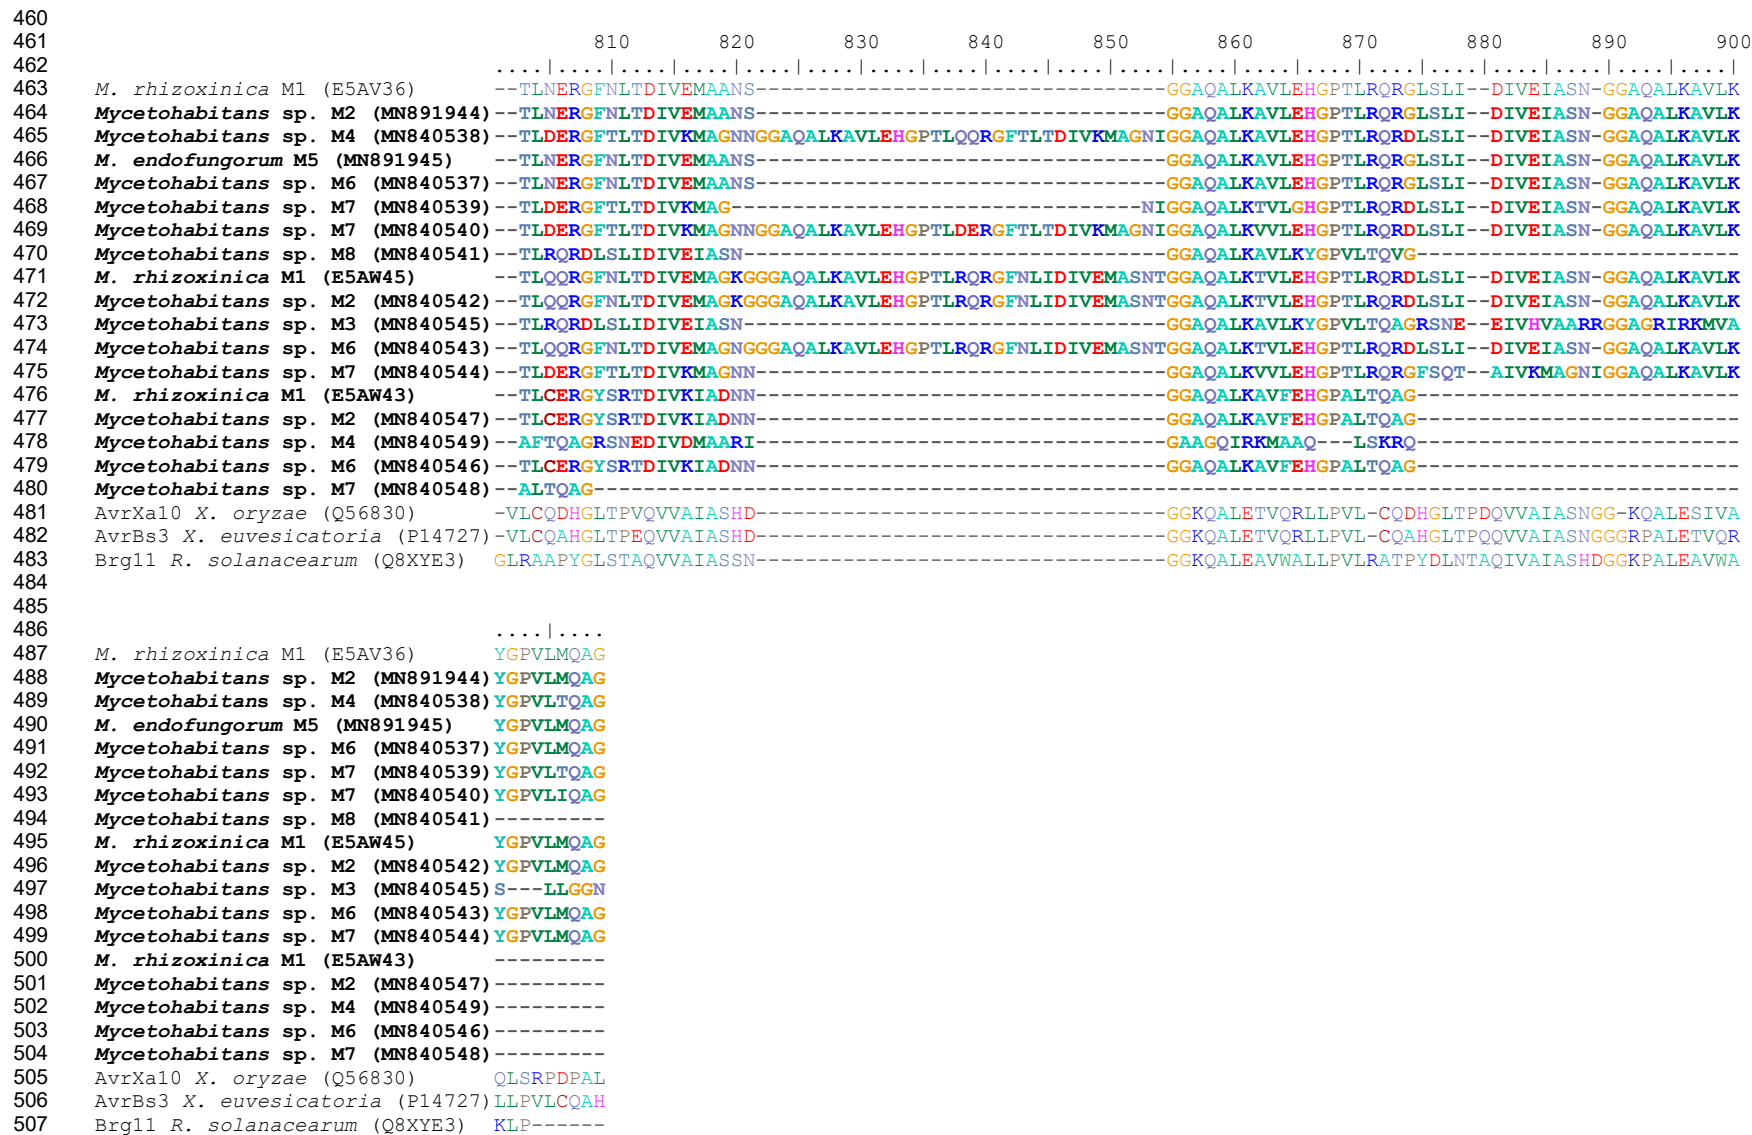 460
461 810 820 830 840 850 860 870 880 890 900
462 ....|....|....|....|....|....|....|....|....|....|....|....|....|....|....|....|....|....|....|....|
463 M. rhizoxinica M1 (E5AV36) --TLNERGFNLTDIVEMAANS---------------------------------GGAQALKAVLEHGPTLRQRGLSLI--DIVEIASN-GGAQALKAVLK
464 Mycetohabitans sp. M2 (MN891944) --TLNERGFNLTDIVEMAANS---------------------------------GGAQALKAVLEHGPTLRQRGLSLI--DIVEIASN-GGAQALKAVLK
465 Mycetohabitans sp. M4 (MN840538) --TLDERGFTLTDIVKMAGNNGGAQALKAVLEHGPTLQQRGFTLTDIVKMAGNIGGAQALKAVLEHGPTLRQRDLSLI--DIVEIASN-GGAQALKAVLK
466 M. endofungorum M5 (MN891945) --TLNERGFNLTDIVEMAANS---------------------------------GGAQALKAVLEHGPTLRQRGLSLI--DIVEIASN-GGAQALKAVLK
467 Mycetohabitans sp. M6 (MN840537) --TLNERGFNLTDIVEMAANS---------------------------------GGAQALKAVLEHGPTLRQRGLSLI--DIVEIASN-GGAQALKAVLK
468 Mycetohabitans sp. M7 (MN840539) --TLDERGFTLTDIVKMAG---------------------------------NIGGAQALKTVLGHGPTLRQRDLSLI--DIVEIASN-GGAQALKAVLK
469 Mycetohabitans sp. M7 (MN840540) --TLDERGFTLTDIVKMAGNNGGAQALKAVLEHGPTLDERGFTLTDIVKMAGNIGGAQALKVVLEHGPTLRQRDLSLI--DIVEIASN-GGAQALKAVLK
470 Mycetohabitans sp. M8 (MN840541) --TLRQRDLSLIDIVEIASN----------------------------------GGAQALKAVLKYGPVLTQVG--------------------------
471 M. rhizoxinica M1 (E5AW45) --TLQQRGFNLTDIVEMAGKGGGAQALKAVLEHGPTLRQRGFNLIDIVEMASNTGGAQALKTVLEHGPTLRQRDLSLI--DIVEIASN-GGAQALKAVLK
472 Mycetohabitans sp. M2 (MN840542) --TLQQRGFNLTDIVEMAGKGGGAQALKAVLEHGPTLRQRGFNLIDIVEMASNTGGAQALKTVLEHGPTLRQRDLSLI--DIVEIASN-GGAQALKAVLK
473 Mycetohabitans sp. M3 (MN840545) --TLRQRDLSLIDIVEIASN----------------------------------GGAQALKAVLKYGPVLTQAGRSNE--EIVHVAARRGGAGRIRKMVA
474 Mycetohabitans sp. M6 (MN840543) --TLQQRGFNLTDIVEMAGNGGGAQALKAVLEHGPTLRQRGFNLIDIVEMASNTGGAQALKTVLEHGPTLRQRDLSLI--DIVEIASN-GGAQALKAVLK
475 Mycetohabitans sp. M7 (MN840544) --TLDERGFTLTDIVKMAGNN---------------------------------GGAQALKVVLEHGPTLRQRGFSQT--AIVKMAGNIGGAQALKAVLK
476 M. rhizoxinica M1 (E5AW43) --TLCERGYSRTDIVKIADNN---------------------------------GGAQALKAVFEHGPALTQAG--------------------------
477 Mycetohabitans sp. M2 (MN840547) --TLCERGYSRTDIVKIADNN---------------------------------GGAQALKAVFEHGPALTQAG--------------------------
478 Mycetohabitans sp. M4 (MN840549) --AFTQAGRSNEDIVDMAARI---------------------------------GAAGQIRKMAAQ---LSKRQ--------------------------
479 Mycetohabitans sp. M6 (MN840546) --TLCERGYSRTDIVKIADNN---------------------------------GGAQALKAVFEHGPALTQAG--------------------------
480 Mycetohabitans sp. M7 (MN840548) --ALTQAG--------------------------------------------------------------------------------------------
481 AvrXa10 X. oryzae (Q56830) -VLCQDHGLTPVQVVAIASHD---------------------------------GGKQALETVQRLLPVL-CQDHGLTPDQVVAIASNGG-KQALESIVA
482 AvrBs3 X. euvesicatoria (P14727) -VLCQAHGLTPEQVVAIASHD---------------------------------GGKQALETVQRLLPVL-CQAHGLTPQQVVAIASNGGGRPALETVQR
483 Brg11 R. solanacearum (Q8XYE3) GLRAAPYGLSTAQVVAIASSN---------------------------------GGKQALEAVWALLPVLRATPYDLNTAQIVAIASHDGGKPALEAVWA
484
485
486 ....|....
487 M. rhizoxinica M1 (E5AV36) YGPVLMQAG
488 Mycetohabitans sp. M2 (MN891944) YGPVLMQAG
489 Mycetohabitans sp. M4 (MN840538) YGPVLTQAG
490 M. endofungorum M5 (MN891945) YGPVLMQAG
491 Mycetohabitans sp. M6 (MN840537) YGPVLMQAG
492 Mycetohabitans sp. M7 (MN840539) YGPVLTQAG
493 Mycetohabitans sp. M7 (MN840540) YGPVLIQAG
494 Mycetohabitans sp. M8 (MN840541) ---------
495 M. rhizoxinica M1 (E5AW45) YGPVLMQAG
496 Mycetohabitans sp. M2 (MN840542) YGPVLMQAG
497 Mycetohabitans sp. M3 (MN840545) S---LLGGN
498 Mycetohabitans sp. M6 (MN840543) YGPVLMQAG
499 Mycetohabitans sp. M7 (MN840544) YGPVLMQAG
500 M. rhizoxinica M1 (E5AW43) ---------
501 Mycetohabitans sp. M2 (MN840547) ---------
502 Mycetohabitans sp. M4 (MN840549) ---------
503 Mycetohabitans sp. M6 (MN840546) ---------
504 Mycetohabitans sp. M7 (MN840548) ---------
505 AvrXa10 X. oryzae (Q56830) QLSRPDPAL
506 AvrBs3 X. euvesicatoria (P14727) LLPVLCQAH
507 Brg11 R. solanacearum (Q8XYE3) KLP------